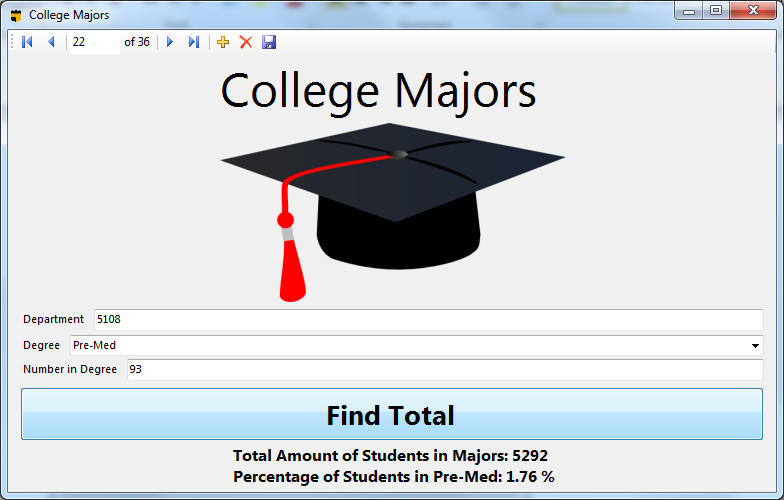 College Majors
22 of 36
College Majors
Department 5108
Degree Pre-Med
Number in Degree 93
Find Total
Total Amount of Students in Majors: 5292
Percentage of Students in Pre-Med: 1.76 %